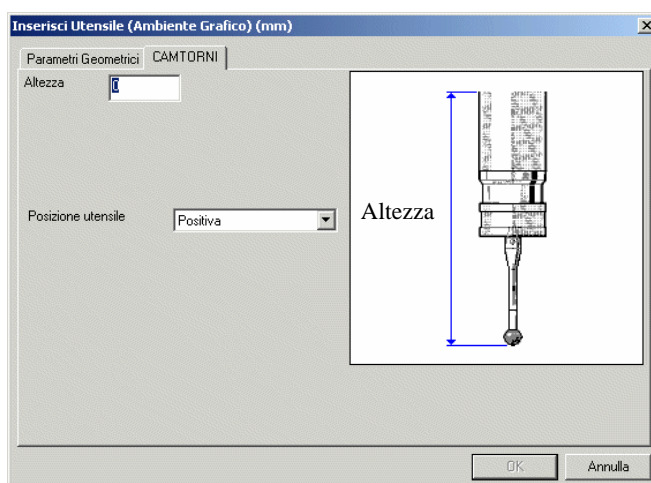 Inserisci Utensile (Ambiente Grafico) (mm)
Parametri Geometrici CAMTORNI
Altezza 0
Altezza
Posizione utensile Positiva
OK Annulla